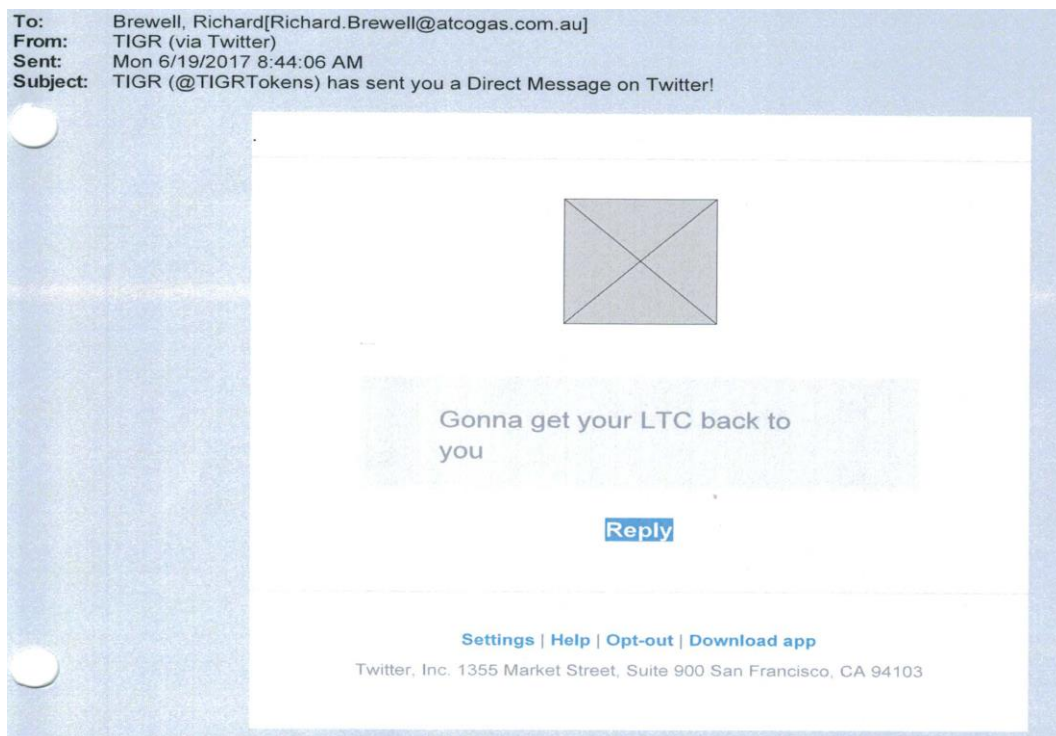 To: Brewell, Richard[Richard.Brewell@atcogas.com.au]
From: TIGR (via Twitter)
Sent: Mon 6/19/2017 8:44:06 AM
Subject: TIGR (@TIGRTokens) has sent you a Direct Message on Twitter!
Gonna get your LTC back to
you
Reply
Settings | Help | Opt-out | Download app
Twitter, Inc. 1355 Market Street, Suite 900 San Francisco, CA 94103